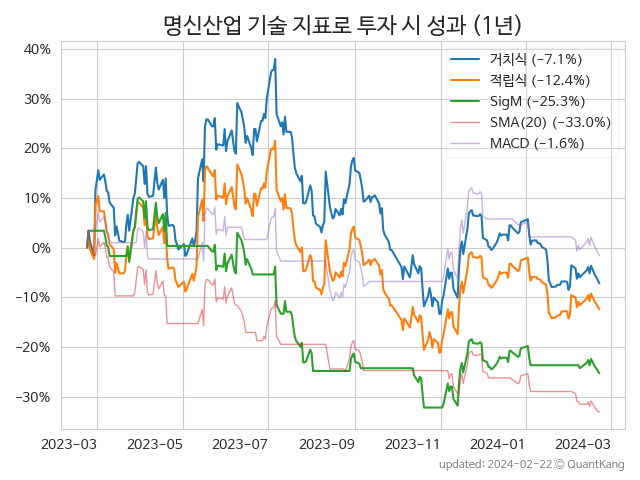 명신산업 기술 지표로 투자 시 성과 (1년)
40%
30%
20%
10%
0%
−10%
−20%
−30%
거치식 (−7.1%)
적립식 (−12.4%)
SigM (−25.3%)
SMA(20) (−33.0%)
MACD (−1.6%)
2023−03
2023−05
2023−07
2023−09
2023−11
2024−01
2024−03
updated: 2024−02−22 © QuantKang